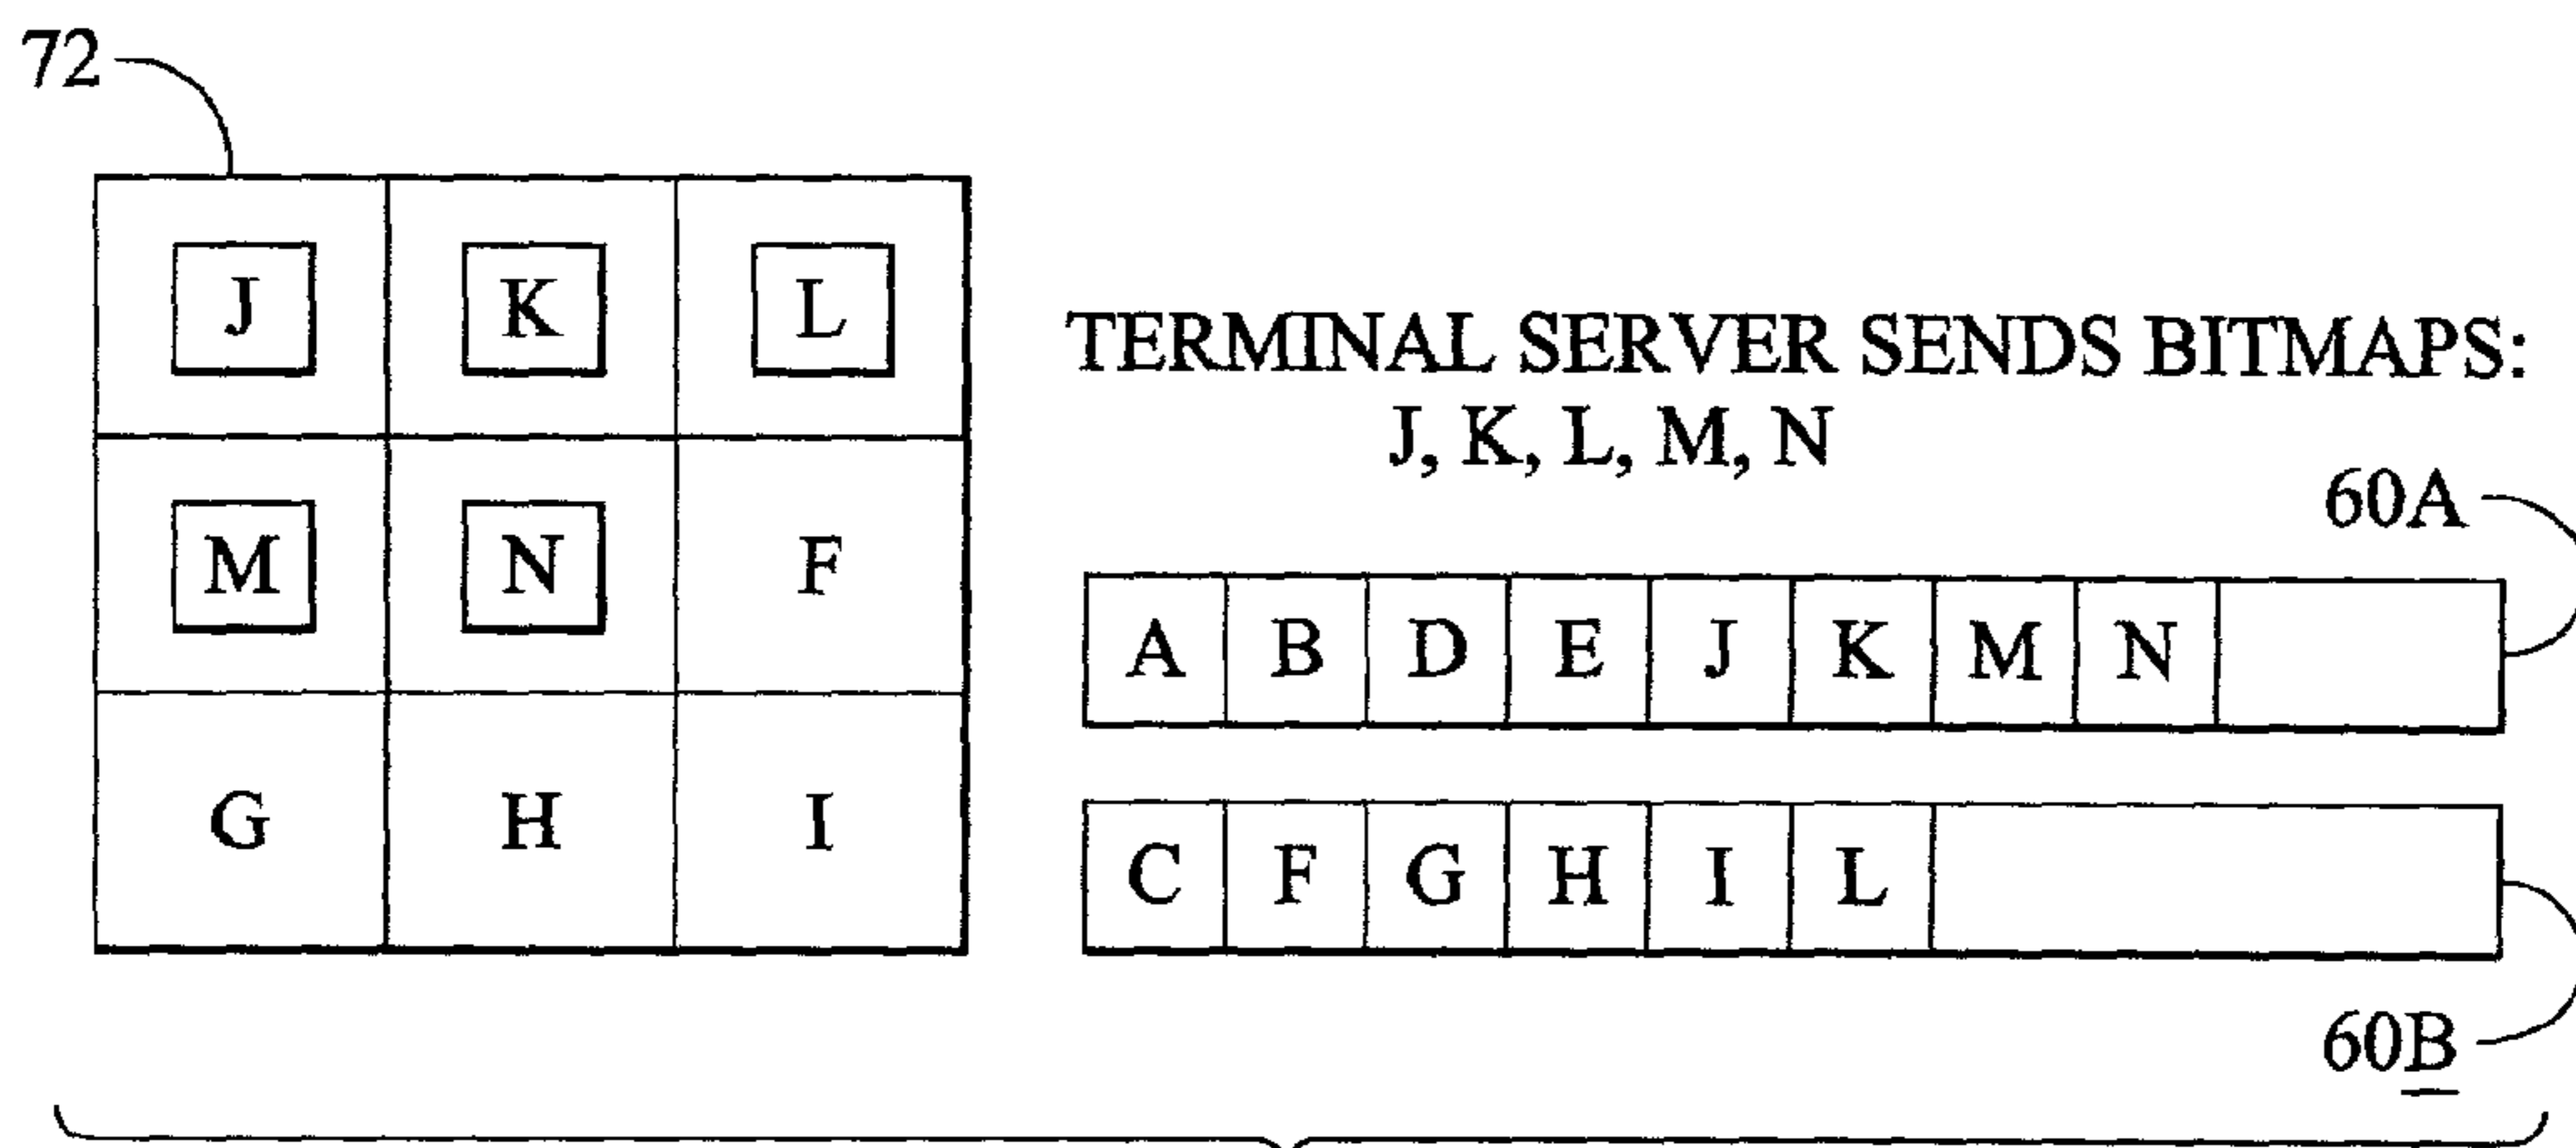 72
J K L
M N F
G H I
TERMINAL SERVER SENDS BITMAPS:
J, K, L, M, N
60A
A B D E J K M N
C F G H I L
60B